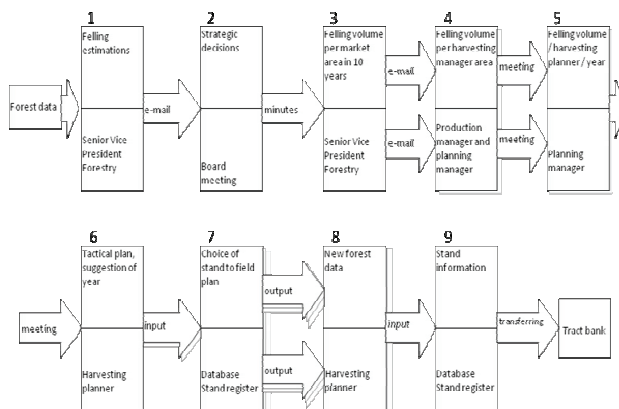 1
2
3
4
5
Forest data
Felling
estimations
Senior Vice
President
Forestry
e-mail
Strategic
decisions
Board
meeting
minutes
Felling volume
per market
area in 10
years
Senior Vice
President
Forestry
e-mail
e-mail
Felling volume
per harvesting
manager area
Production
manager and
planning
manager
meeting
meeting
Felling volume
/ harvesting
planner / year
Planning
manager
6
7
8
9
meeting
Tactical plan,
suggestion of
year
Harvesting
planner
input
Choice of
stand to field
plan
Database
Stand register
output
output
New forest
data
Harvesting
planner
input
Stand
information
Database
Stand register
transferring
Tract bank